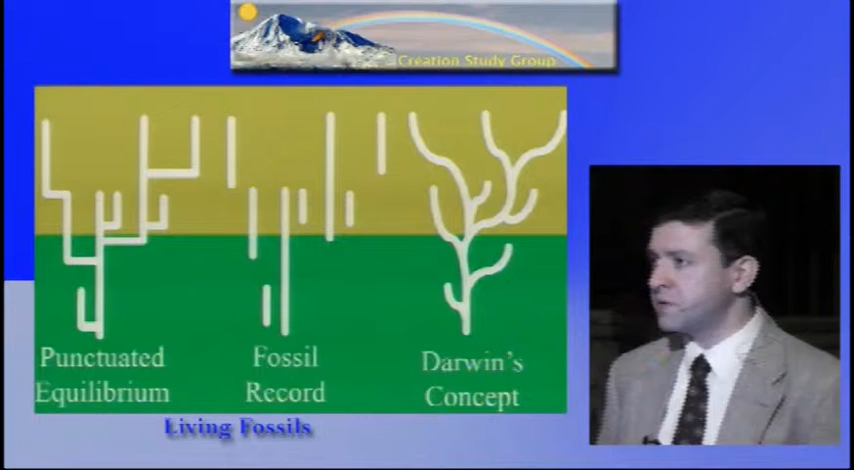 Creation Study Group
Punctuated
Equilibrium
Fossil
Record
Darwin's
Concept
Living Fossils